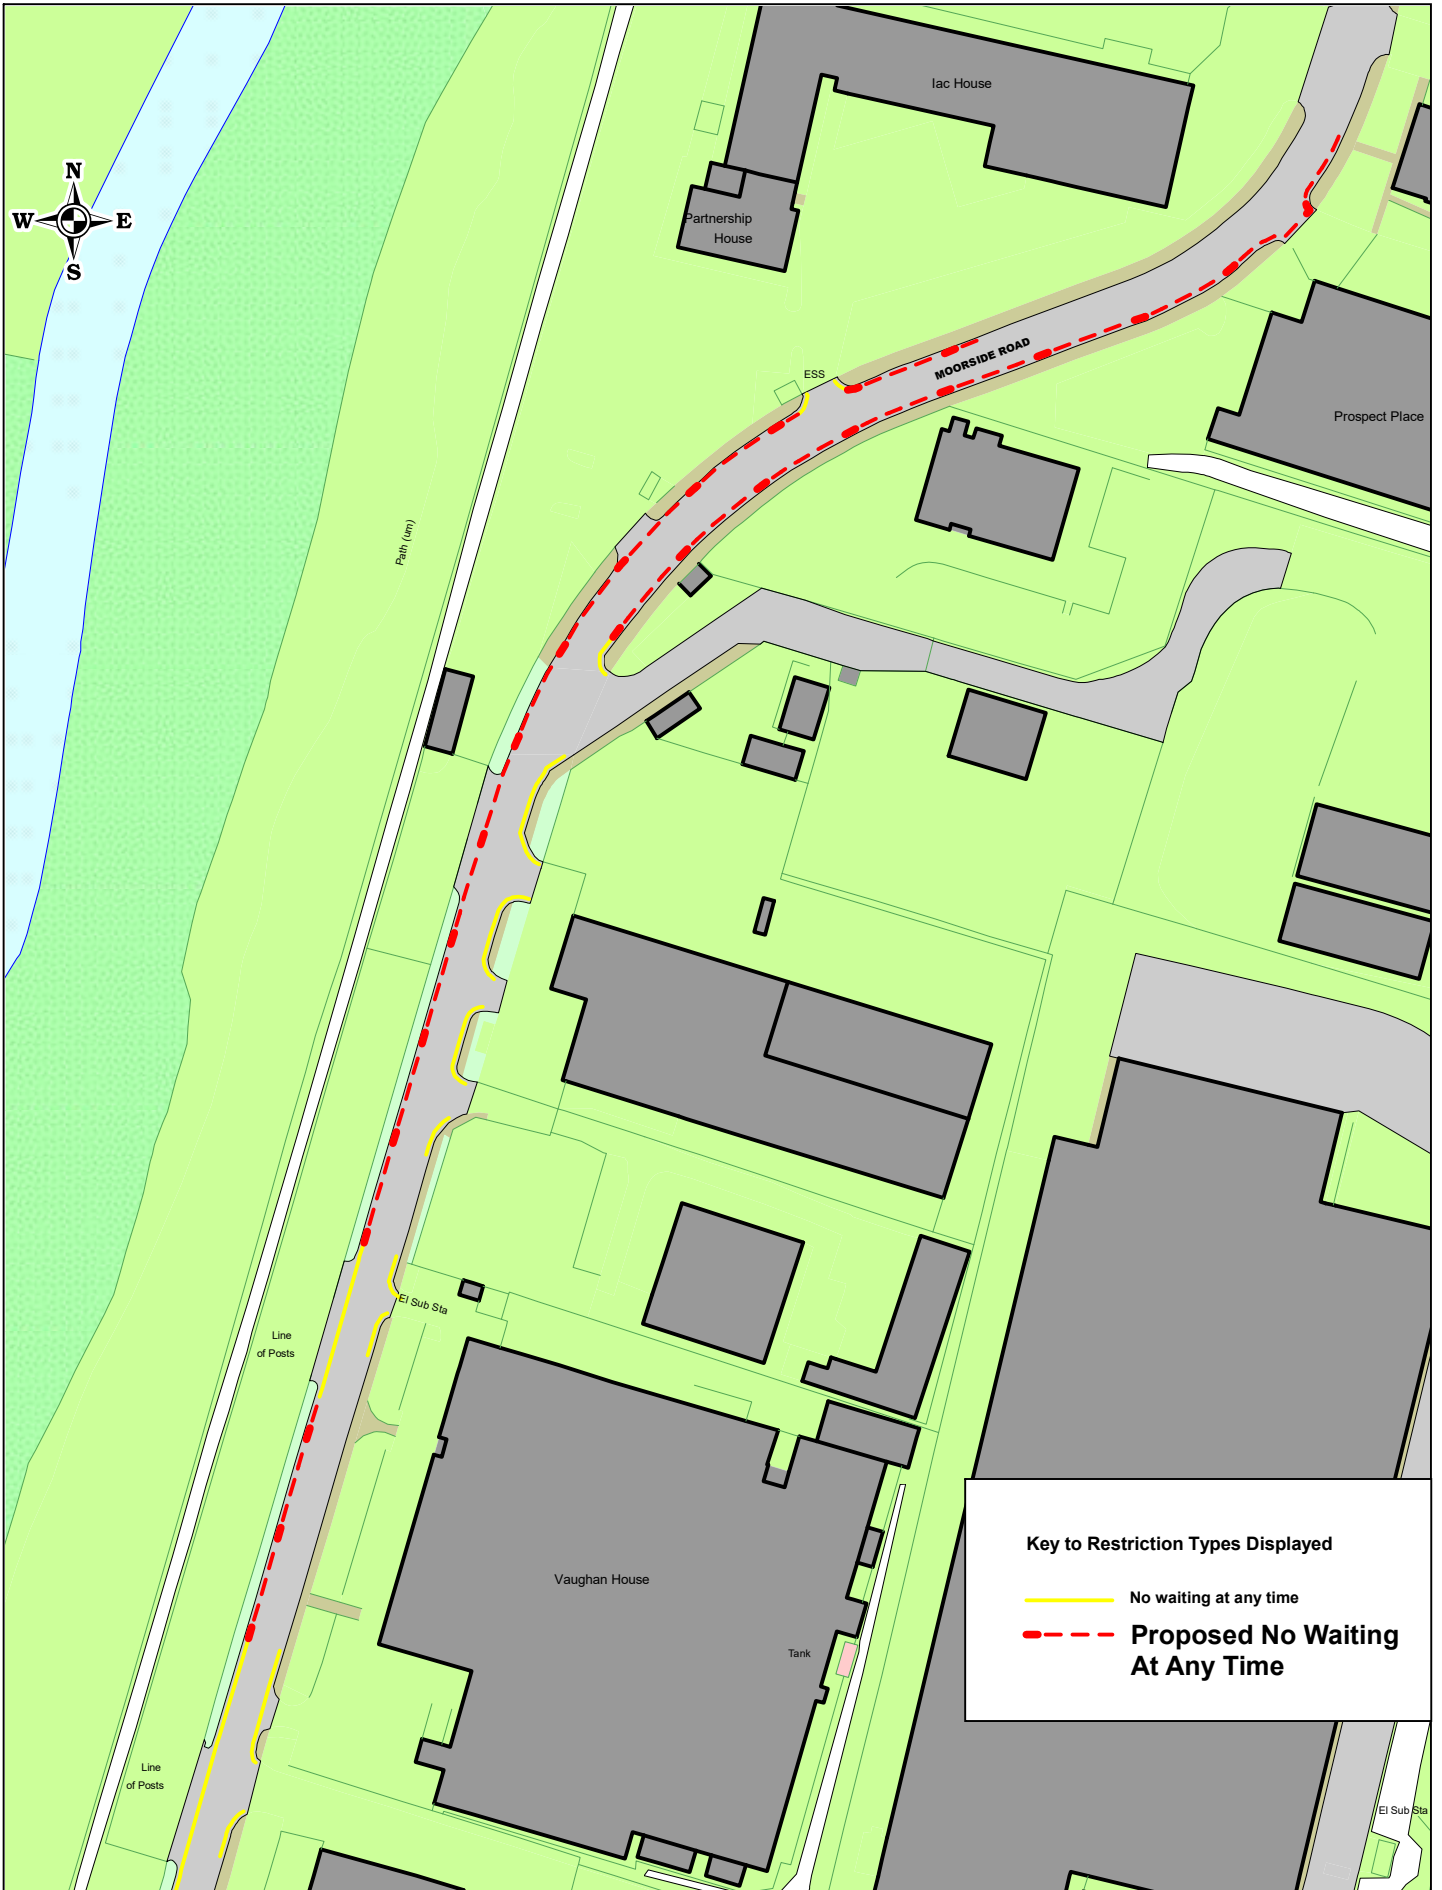 Iac House
N
W E
S
Partnership
House
MOORSIDE ROAD
ESS
Prospect Place
Path (um)
El Sub Sta
Line
of Posts
Key to Restriction Types Displayed
No waiting at any time
Proposed No Waiting
At Any Time
Vaughan House
Tank
Line
of Posts
El Sub Sta